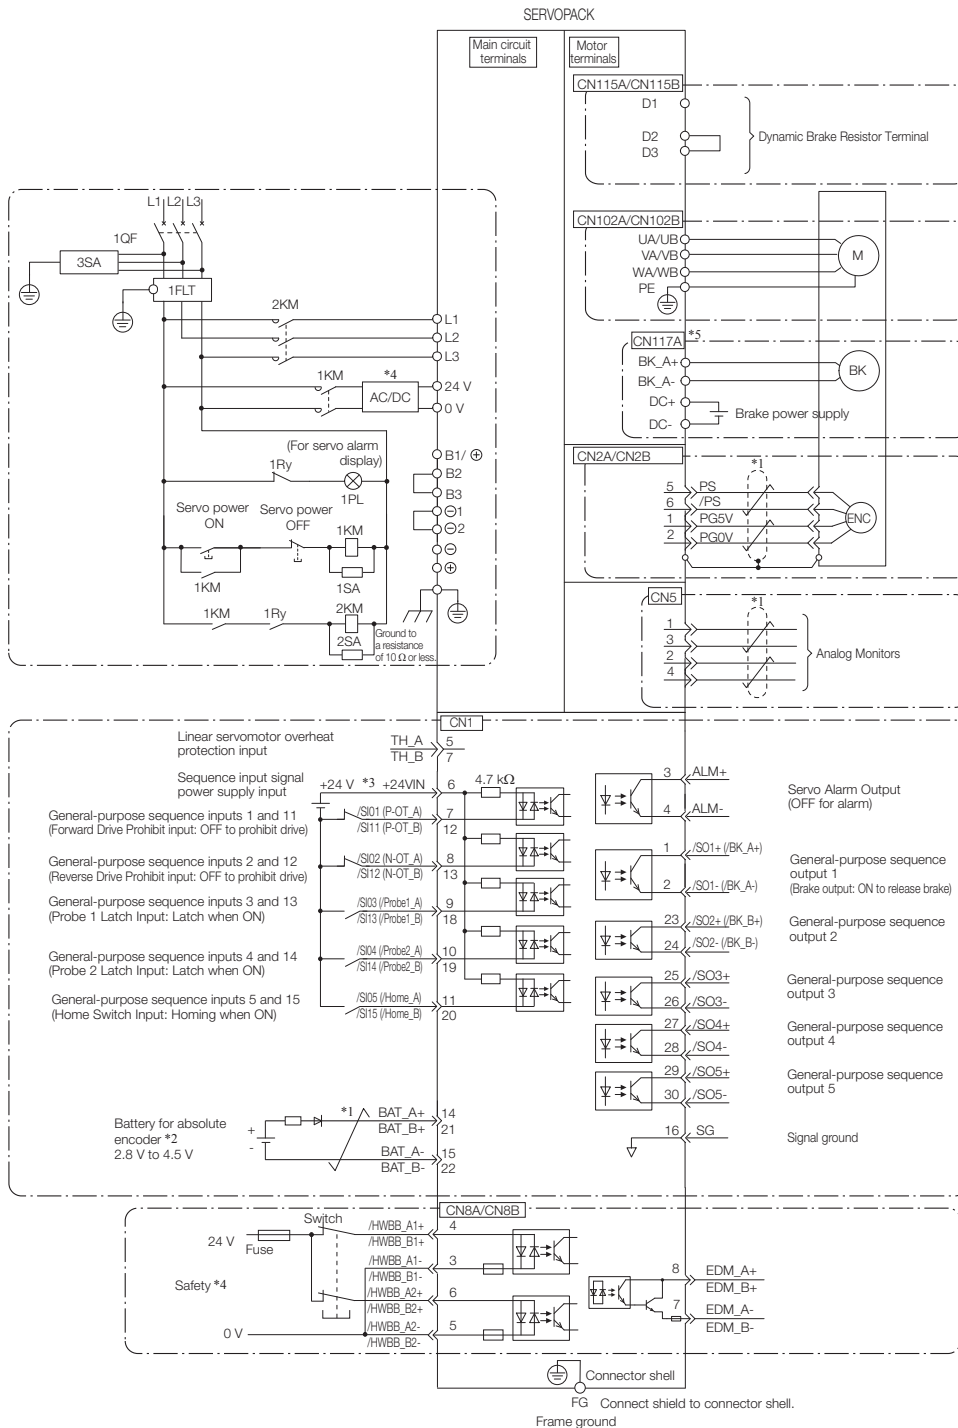 SERVOPACK
Main circuit
terminals
Motor
terminals
CN115A/CN115B
D1
D2
D3
Dynamic Brake Resistor Terminal
CN102A/CN102B
UA/UB
VA/VB
WA/WB
PE
M
CN117A
*5
BK_A+
BK_A-
BK
DC+
DC-
Brake power supply
CN2A/CN2B
*1
5 PS
6 /PS
1 PG5V
2 PG0V
ENC
CN5
*1
1
3
2
4
Analog Monitors
L1 L2 L3
1QF
3SA
1FLT
2KM
L1
L2
L3
1KM
*4
AC/DC
24 V
0 V
B1/ ⊕
B2
B3
⊖1
⊖2
⊖
⊕
(For servo alarm
display)
1Ry
1PL
Servo power
ON
Servo power
OFF
1KM
1KM
1SA
1KM
1Ry
2KM
2SA
Ground to
a resistance
of 10 Ω or less.
CN1
Linear servomotor overheat
protection input
TH_A 5
TH_B 7
Sequence input signal
power supply input
+24 V *3 +24VIN 6
4.7 kΩ
General-purpose sequence inputs 1 and 11
(Forward Drive Prohibit input: OFF to prohibit drive)
/SI01 (P-OT_A) 7
/SI11 (P-OT_B) 12
General-purpose sequence inputs 2 and 12
(Reverse Drive Prohibit input: OFF to prohibit drive)
/SI02 (N-OT_A) 8
/SI12 (N-OT_B) 13
General-purpose sequence inputs 3 and 13
(Probe 1 Latch Input: Latch when ON)
/SI03 (/Probe1_A) 9
/SI13 (/Probe1_B) 18
General-purpose sequence inputs 4 and 14
(Probe 2 Latch Input: Latch when ON)
/SI04 (/Probe2_A) 10
/SI14 (/Probe2_B) 19
General-purpose sequence inputs 5 and 15
(Home Switch Input: Homing when ON)
/SI05 (/Home_A) 11
/SI15 (/Home_B) 20
3 ALM+
4 ALM-
Servo Alarm Output
(OFF for alarm)
1 /SO1+ (/BK_A+)
2 /SO1- (/BK_A-)
General-purpose sequence
output 1
(Brake output: ON to release brake)
23 /SO2+ (/BK_B+)
24 /SO2- (/BK_B-)
General-purpose sequence
output 2
25 /SO3+
26 /SO3-
General-purpose sequence
output 3
27 /SO4+
28 /SO4-
General-purpose sequence
output 4
29 /SO5+
30 /SO5-
General-purpose sequence
output 5
16 SG
Signal ground
Battery for absolute
encoder *2
2.8 V to 4.5 V
+
-
*1
BAT_A+ 14
BAT_B+ 21
BAT_A- 15
BAT_B- 22
CN8A/CN8B
Switch
24 V
Fuse
Safety *4
0 V
/HWBB_A1+ 4
/HWBB_B1+
/HWBB_A1- 3
/HWBB_B1-
/HWBB_A2+ 6
/HWBB_B2+
/HWBB_A2- 5
/HWBB_B2-
8 EDM_A+
EDM_B+
7 EDM_A-
EDM_B-
Connector shell
FG Connect shield to connector shell.
Frame ground